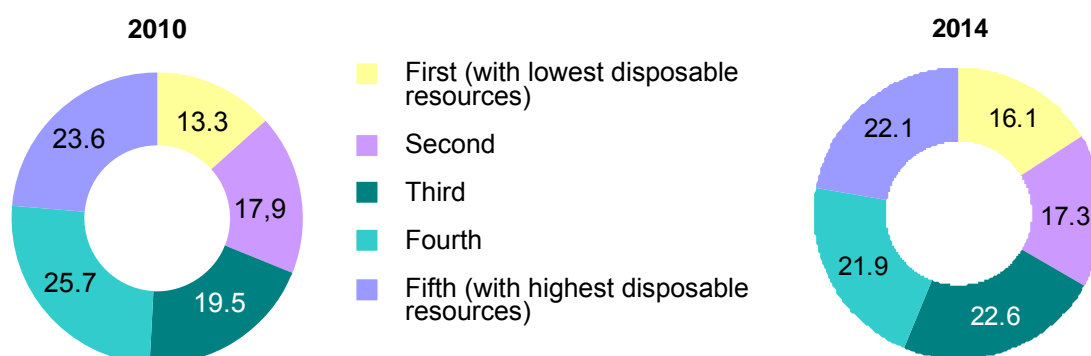 2010
13.3
17,9
19.5
25.7
23.6
First (with lowest disposable
resources)
Second
Third
Fourth
Fifth (with highest disposable
resources)
2014
16.1
17.3
22.6
21.9
22.1